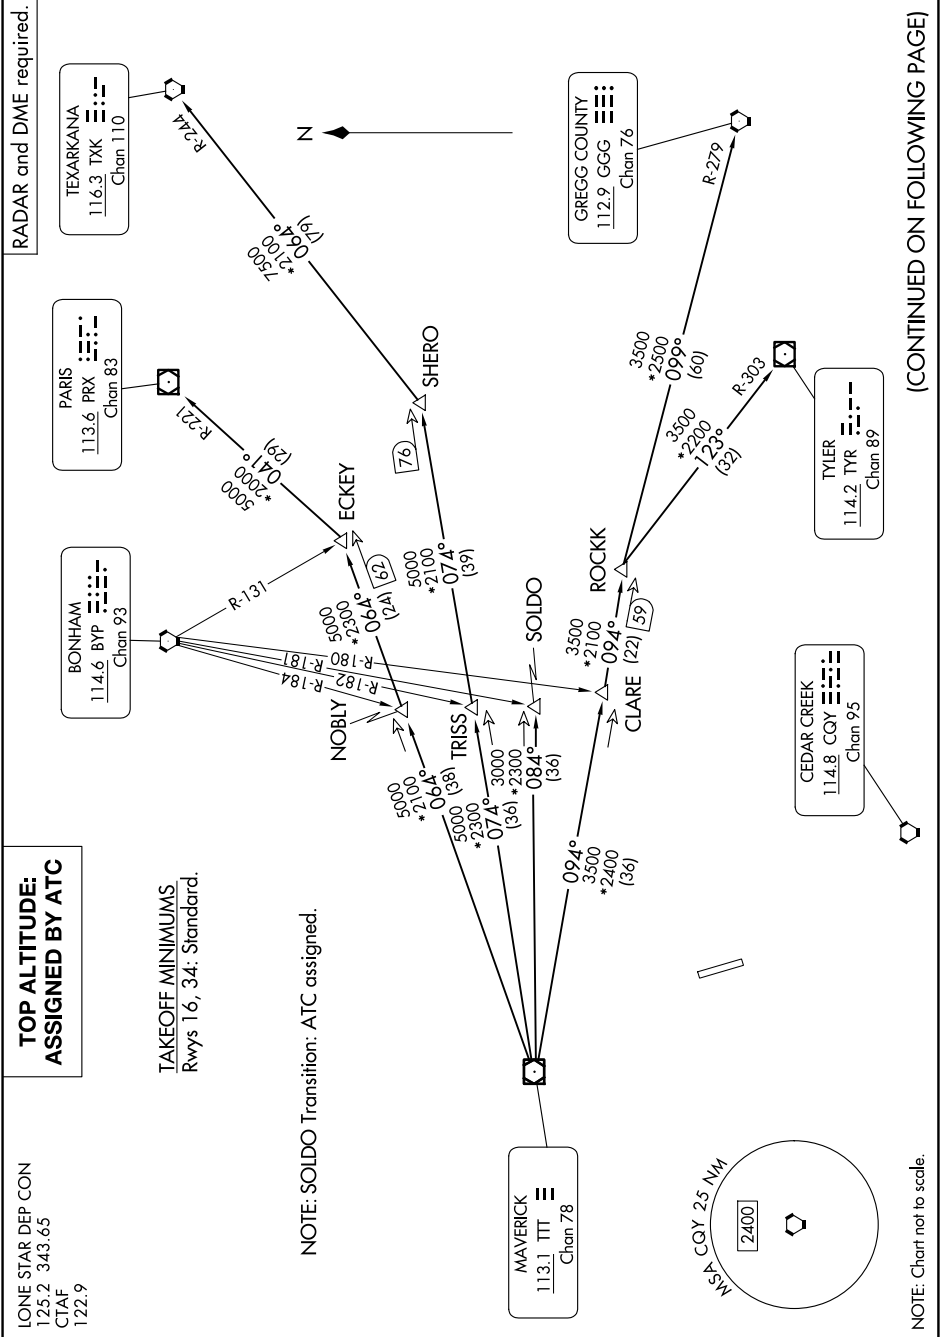 LONE STAR DEP CON
125.2 343.65
CTAF
122.9
TOP ALTITUDE:
ASSIGNED BY ATC
RADAR and DME required.
TAKEOFF MINIMUMS
Rwys 16, 34: Standard.
NOTE: SOLDO Transition: ATC assigned.
BONHAM
114.6 BYP
Chan 93
PARIS
113.6 PRX
Chan 83
TEXARKANA
116.3 TXK
Chan 110
N
R-244
7500
*2100
064°
(79)
R-221
5000
*2000
041°
(29)
R-131
R-184
R-181
R-182
R-180
ECKEY
62
5000
*2300
064°
(24)
NOBLY
5000
*2100
064°
(38)
SHERO
76
5000
*2100
074°
(39)
TRISS
5000
*2300
074°
(36)
SOLDO
3000
*2300
084°
(36)
ROCKK
59
3500
*2100
094°
(22)
CLARE
094°
3500
*2400
(36)
3500
*2500
099°
(60)
R-279
3500
*2200
123°
(32)
R-303
GREGG COUNTY
112.9 GGG
Chan 76
TYLER
114.2 TYR
Chan 89
CEDAR CREEK
114.8 CQY
Chan 95
MAVERICK
113.1 TTT
Chan 78
MSA CQY 25 NM
2400
NOTE: Chart not to scale.
(CONTINUED ON FOLLOWING PAGE)